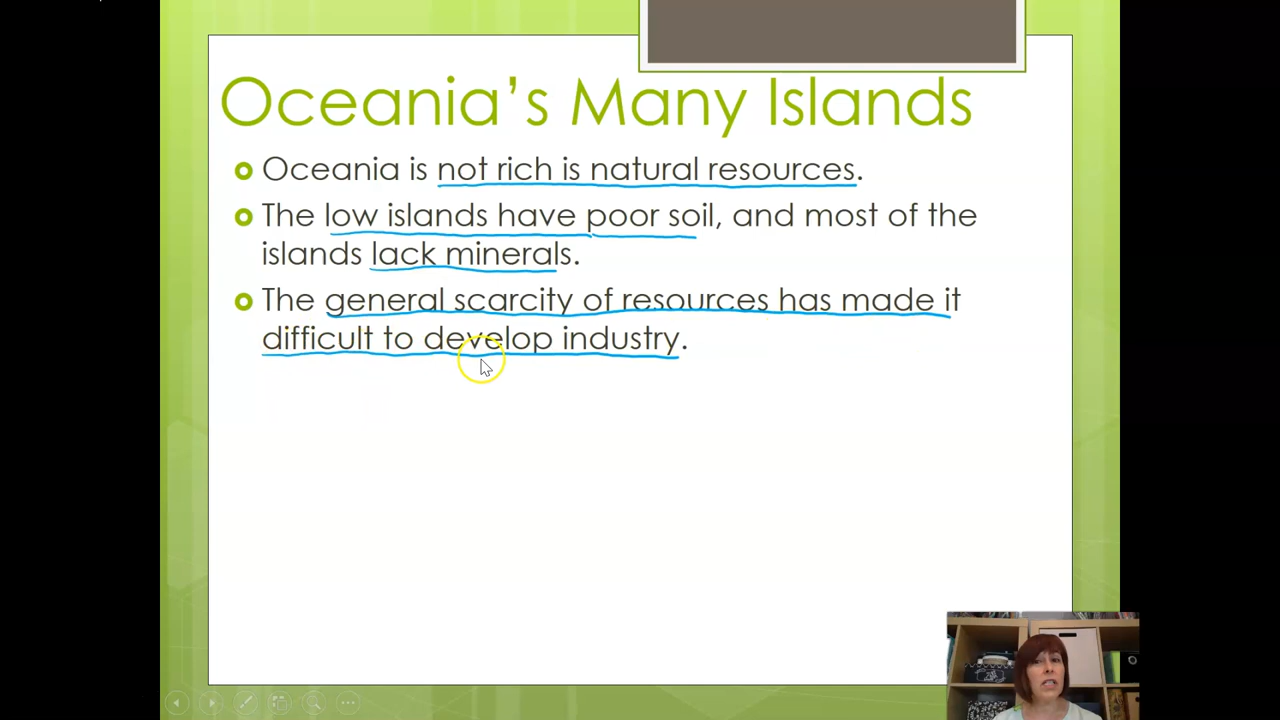 Oceania’s Many Islands
Oceania is not rich is natural resources.
The low islands have poor soil, and most of the
islands lack minerals.
The general scarcity of resources has made it
difficult to develop industry.